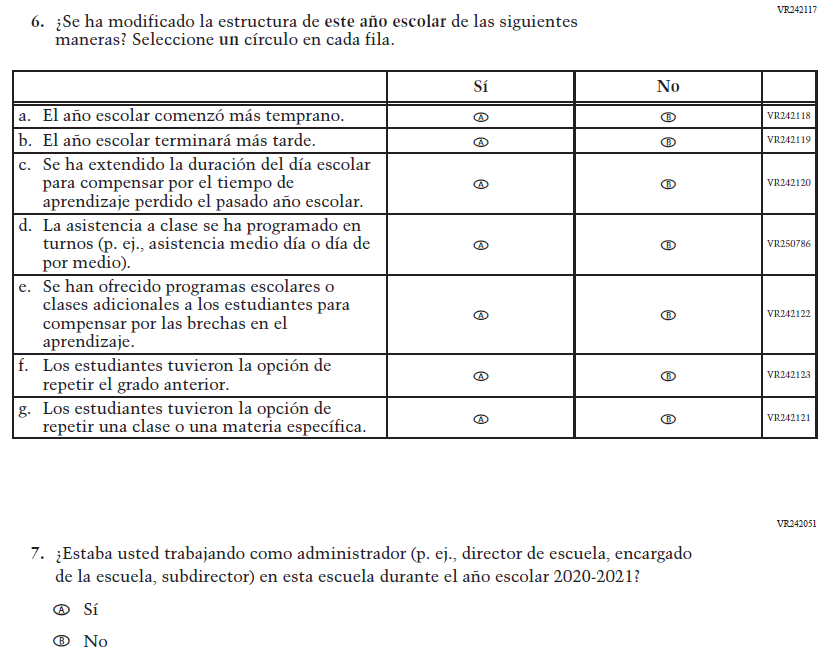 VR242117
6. ¿Se ha modificado la estructura de este año escolar de las siguientes
maneras? Seleccione un círculo en cada fila.
Sí No
a. El año escolar comenzó más temprano. A B VR242118
b. El año escolar terminará más tarde. A B VR242119
c. Se ha extendido la duración del día escolar
para compensar por el tiempo de A B VR242120
aprendizaje perdido el pasado año escolar.
d. La asistencia a clase se ha programado en
turnos (p. ej., asistencia medio día o día de A B VR250786
por medio).
e. Se han ofrecido programas escolares o
clases adicionales a los estudiantes para A B VR242122
compensar por las brechas en el
aprendizaje.
f. Los estudiantes tuvieron la opción de A B VR242123
repetir el grado anterior.
g. Los estudiantes tuvieron la opción de A B VR242121
repetir una clase o una materia específica.
VR242051
7. ¿Estaba usted trabajando como administrador (p. ej., director de escuela, encargado
de la escuela, subdirector) en esta escuela durante el año escolar 2020-2021?
A Sí
B No